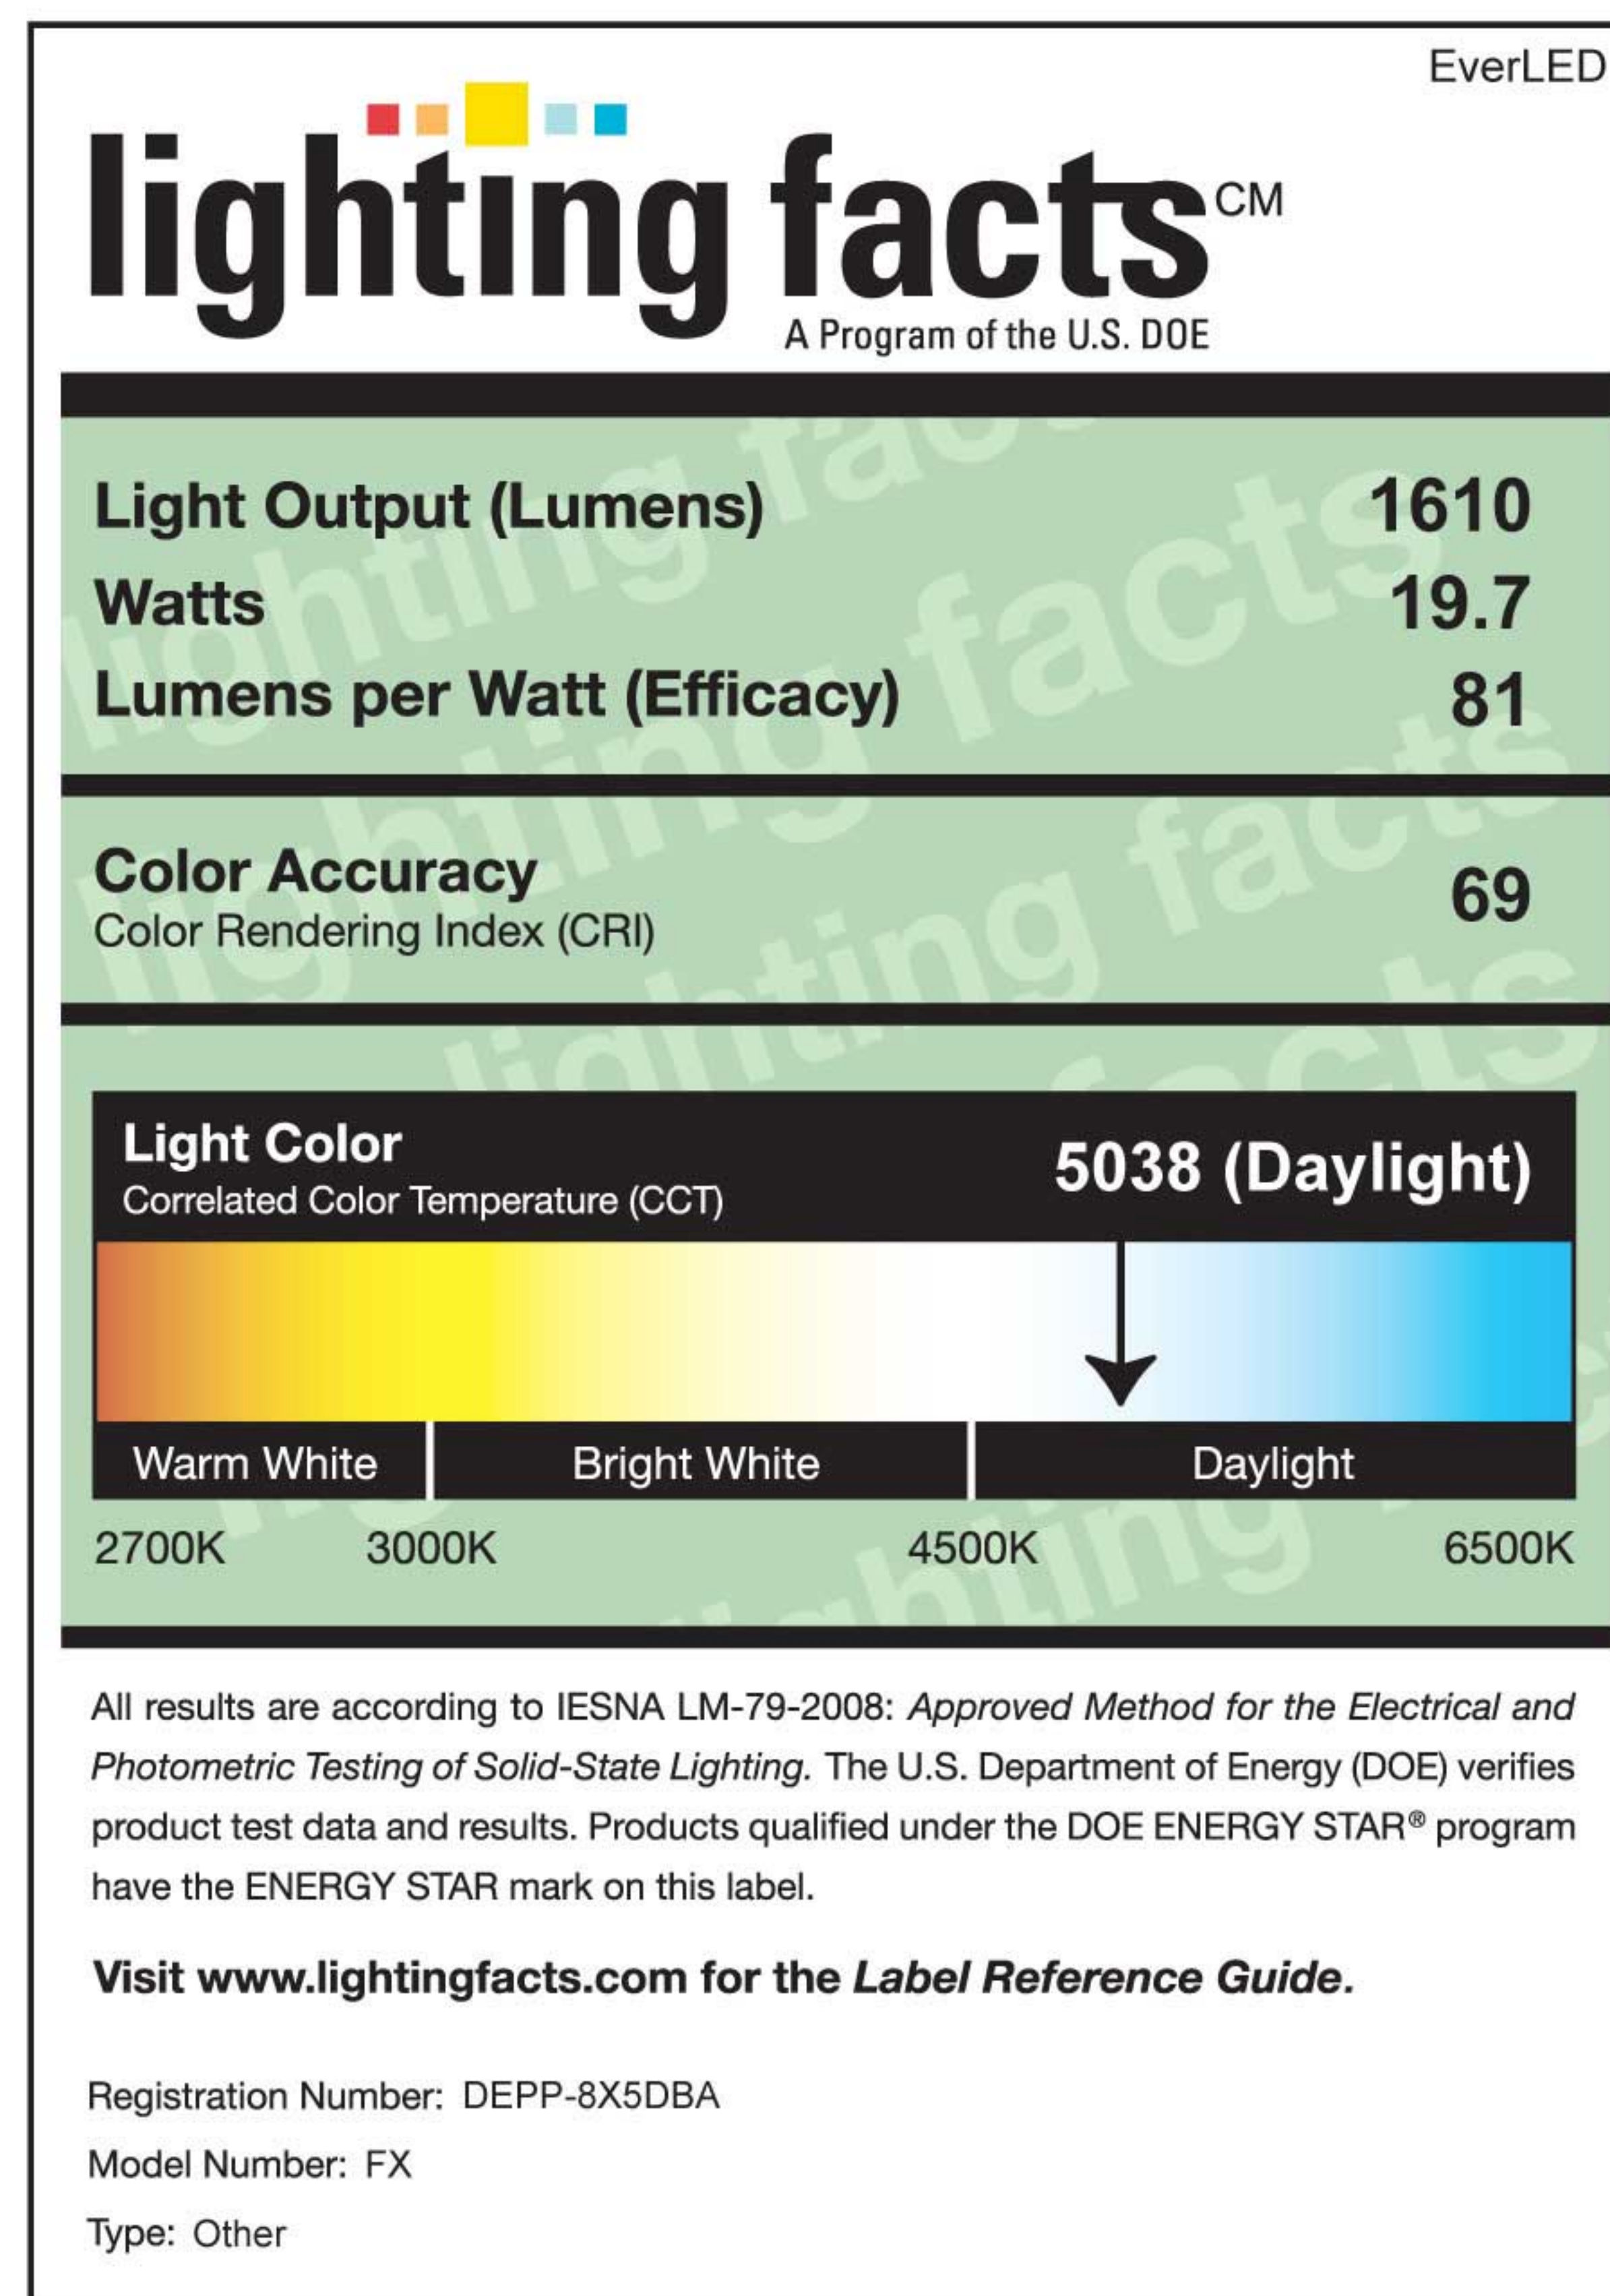 EverLED
lighting facts CM
A Program of the U.S. DOE
Light Output (Lumens) 1610
Watts 19.7
Lumens per Watt (Efficacy) 81
Color Accuracy
Color Rendering Index (CRI) 69
Light Color
Correlated Color Temperature (CCT)
5038 (Daylight)
Warm White Bright White Daylight
2700K 3000K 4500K 6500K
All results are according to IESNA LM-79-2008: Approved Method for the Electrical and
Photometric Testing of Solid-State Lighting. The U.S. Department of Energy (DOE) verifies
product test data and results. Products qualified under the DOE ENERGY STAR® program
have the ENERGY STAR mark on this label.
Visit www.lightingfacts.com for the Label Reference Guide.
Registration Number: DEPP-8X5DBA
Model Number: FX
Type: Other